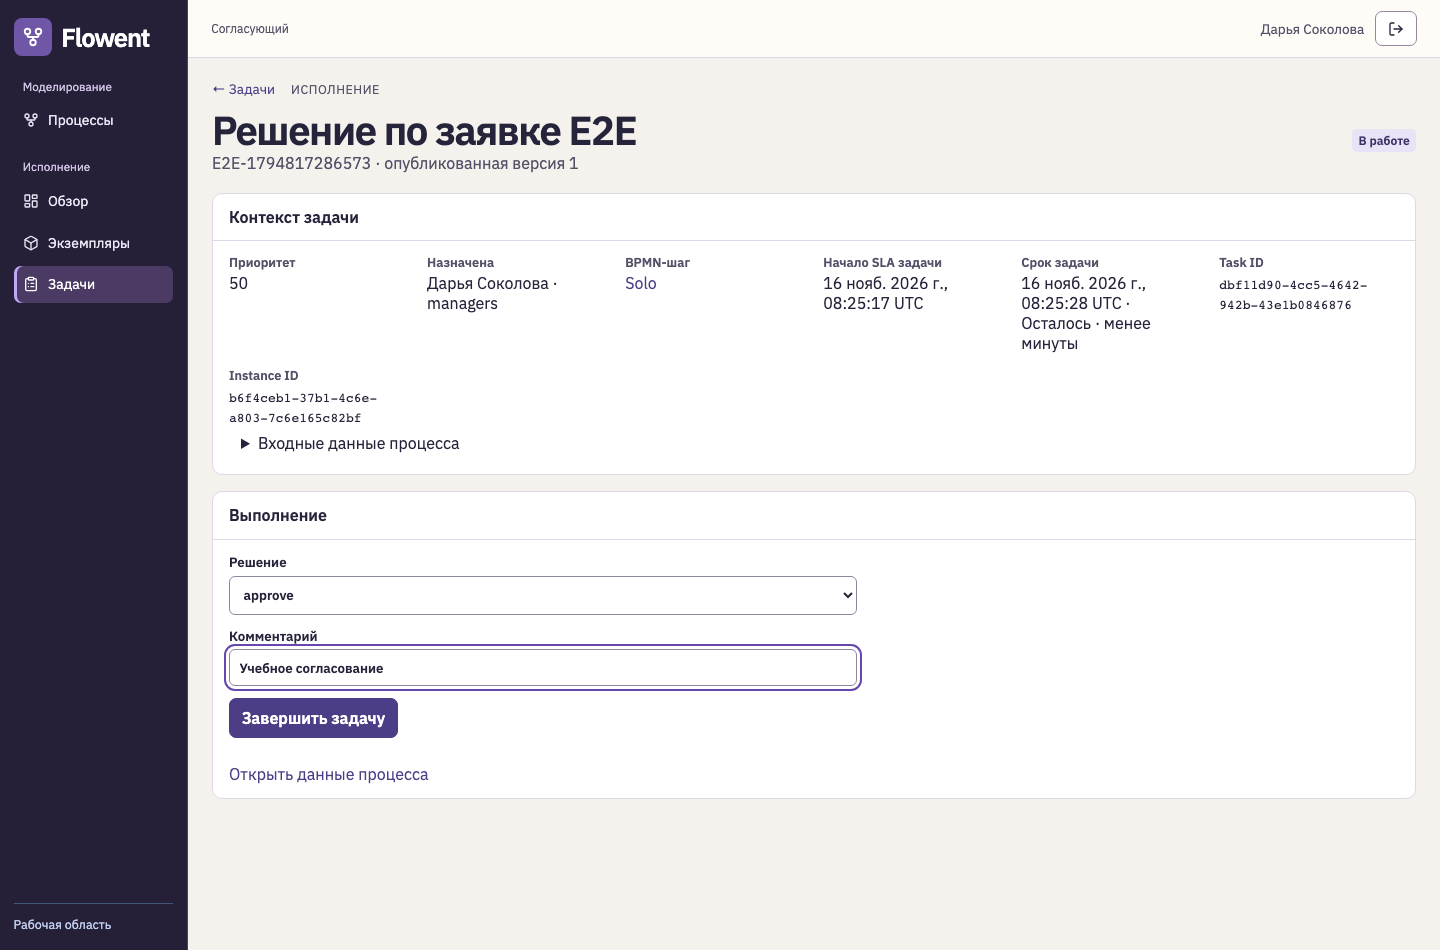 Flowent
Моделирование
Процессы
Исполнение
Обзор
Экземпляры
Задачи
Рабочая область
Согласующий
Дарья Соколова
← Задачи ИСПОЛНЕНИЕ
Решение по заявке E2E
E2E-1794817286573 · опубликованная версия 1
В работе
Контекст задачи
Приоритет
50
Назначена
Дарья Соколова ·
managers
BPMN-шаг
Solo
Начало SLA задачи
16 нояб. 2026 г.,
08:25:17 UTC
Срок задачи
16 нояб. 2026 г.,
08:25:28 UTC ·
Осталось · менее
минуты
Task ID
dbf11d90-4cc5-4642-
942b-43e1b0846876
Instance ID
b6f4ceb1-37b1-4c6e-
a803-7c6e165c82bf
Входные данные процесса
Выполнение
Решение
approve
Комментарий
Учебное согласование
Завершить задачу
Открыть данные процесса